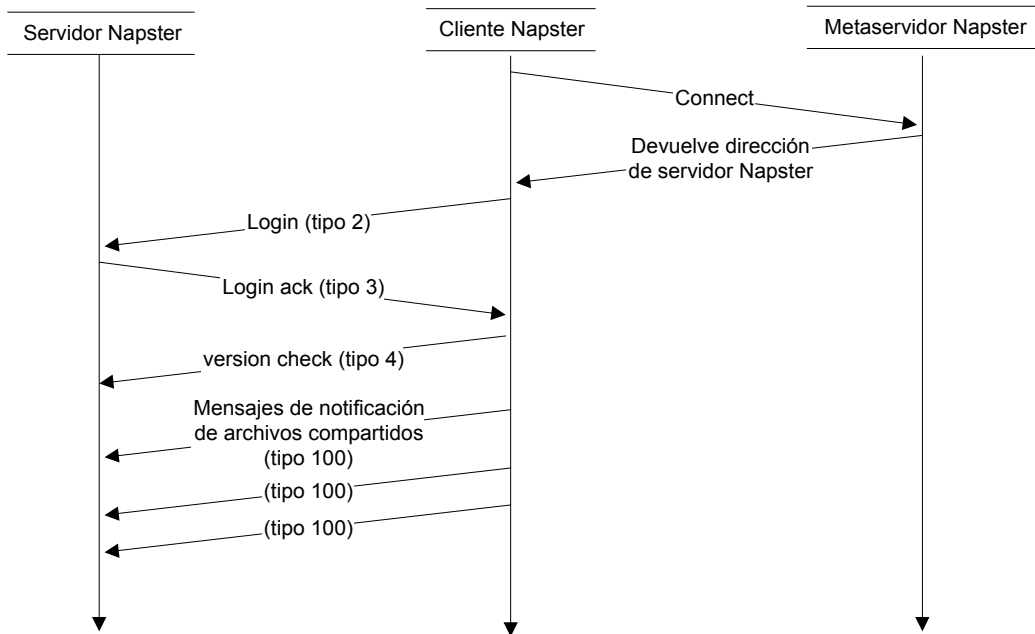 Servidor Napster
Cliente Napster
Metaservidor Napster
Connect
Devuelve dirección
de servidor Napster
Login (tipo 2)
Login ack (tipo 3)
version check (tipo 4)
Mensajes de notificación
de archivos compartidos
(tipo 100)
(tipo 100)
(tipo 100)